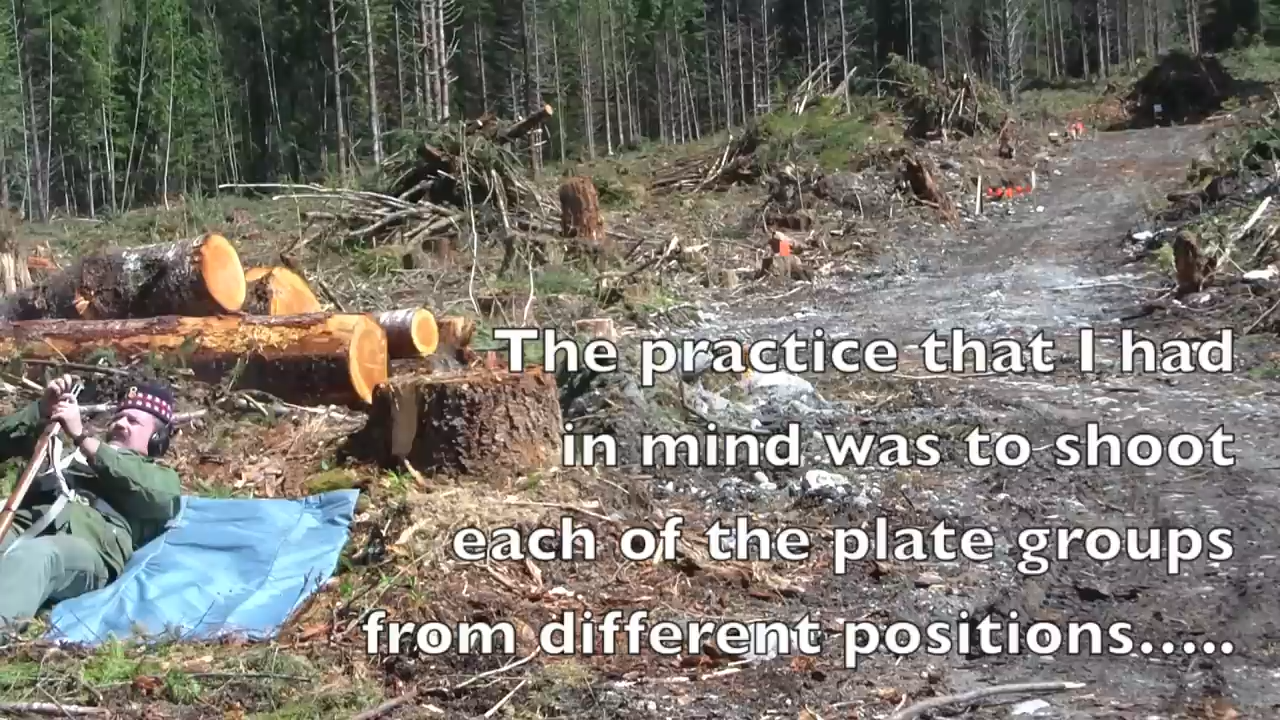 The practice that I had
in mind was to shoot
each of the plate groups
from different positions…..